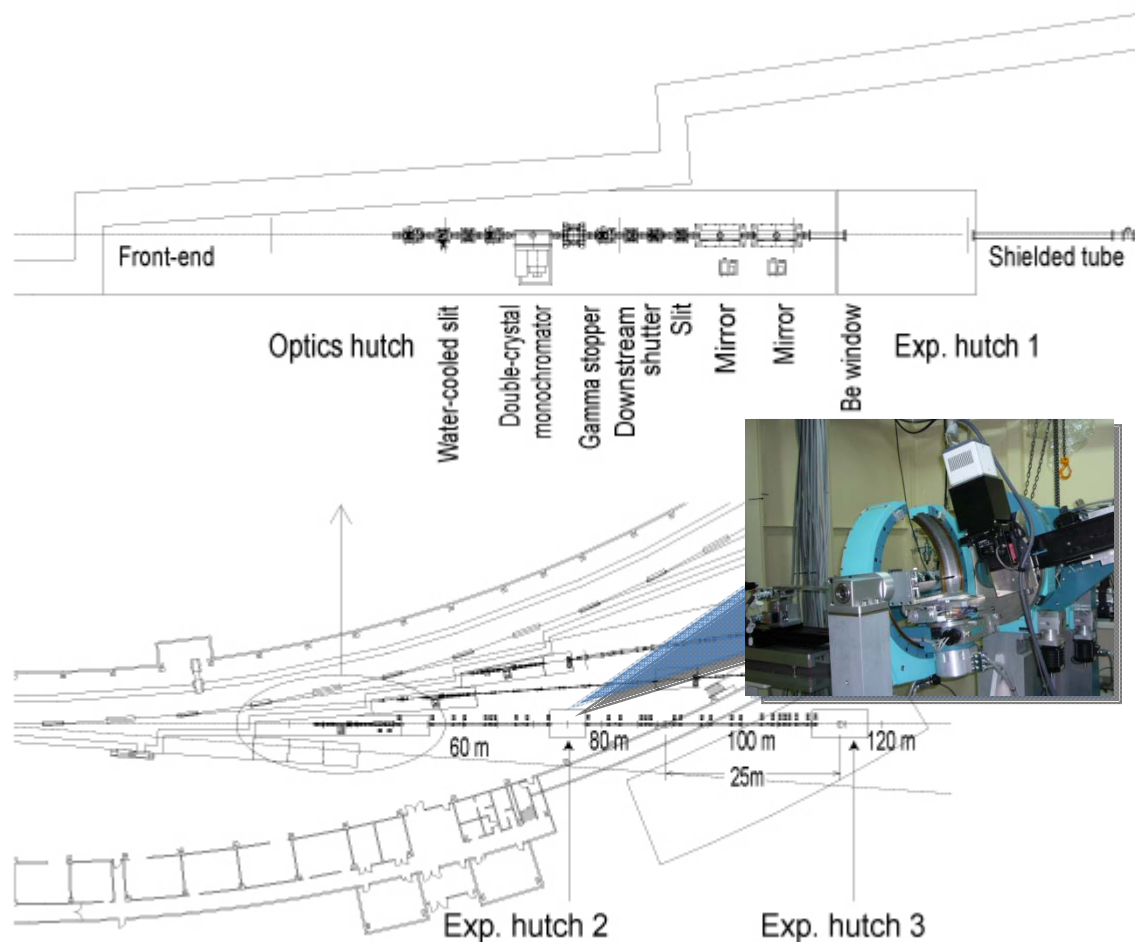 Front-end
Shielded tube
Optics hutch
Water-cooled slit
Double-crystal
monochromator
Gamma stopper
Downstream
shutter
Slit
Mirror
Mirror
Be window
Exp. hutch 1
60 m
80 m
100 m
120 m
25m
Exp. hutch 2
Exp. hutch 3